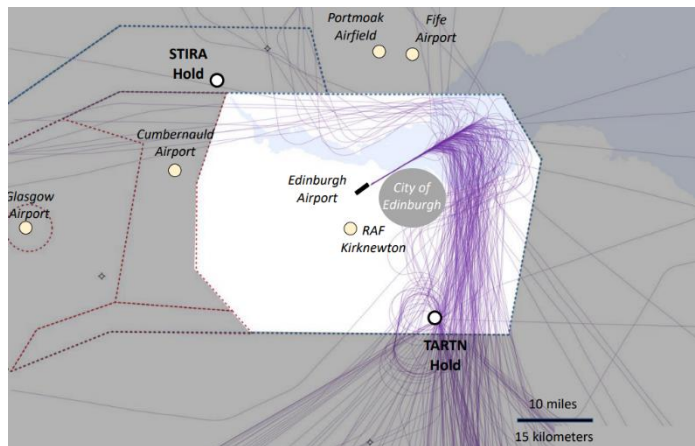 Portmoak
Airfield
Fife
Airport
STIRA
Hold
Cumbernauld
Airport
Edinburgh
Airport
City of
Edinburgh
Glasgow
Airport
RAF
Kirknewton
TARTN
Hold
10 miles
15 kilometers